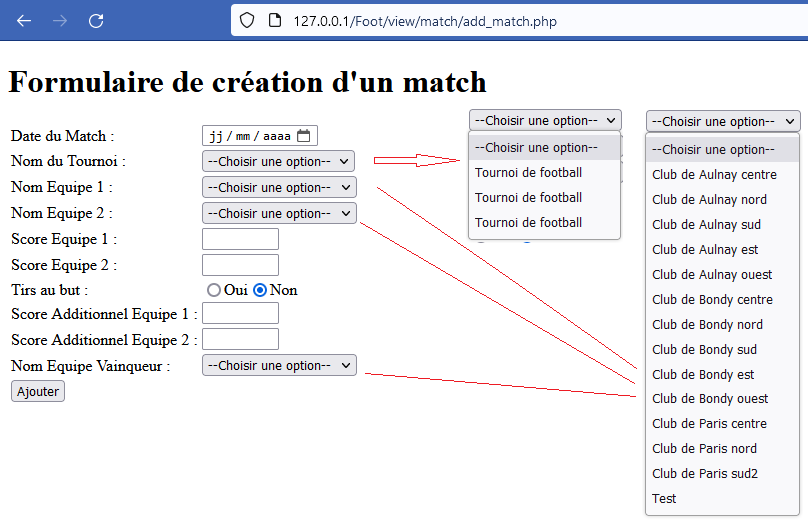 127.0.0.1/Foot/view/match/add_match.php
Formulaire de création d'un match
Date du Match : jj/mm/aaaa
Nom du Tournoi : --Choisir une option--
Nom Equipe 1 : --Choisir une option--
Nom Equipe 2 : --Choisir une option--
Score Equipe 1 :
Score Equipe 2 :
Tirs au but : Oui Non
Score Additionnel Equipe 1 :
Score Additionnel Equipe 2 :
Nom Equipe Vainqueur : --Choisir une option--
Ajouter
--Choisir une option--
--Choisir une option--
Tournoi de football
Tournoi de football
Tournoi de football
--Choisir une option--
--Choisir une option--
Club de Aulnay centre
Club de Aulnay nord
Club de Aulnay sud
Club de Aulnay est
Club de Aulnay ouest
Club de Bondy centre
Club de Bondy nord
Club de Bondy sud
Club de Bondy est
Club de Bondy ouest
Club de Paris centre
Club de Paris nord
Club de Paris sud2
Test